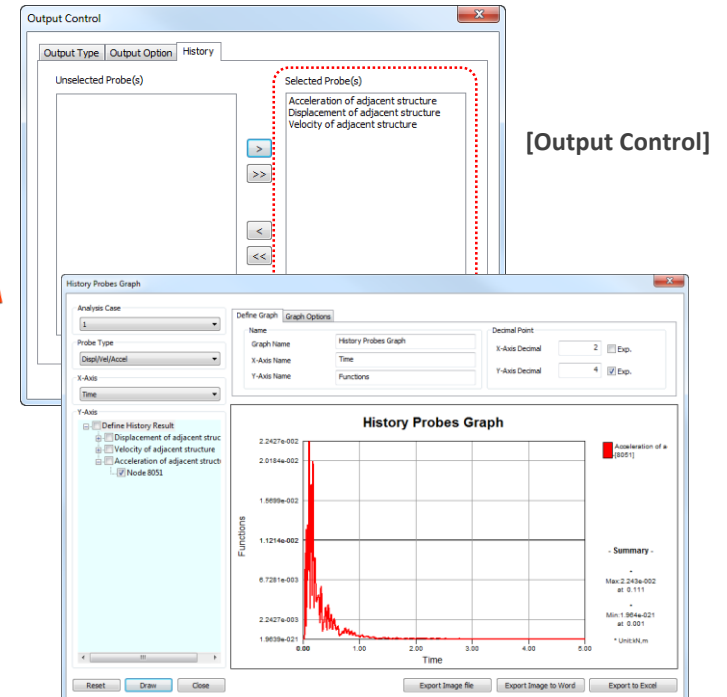 Output Control
Output Type Output Option History
Unselected Probe(s)
Selected Probe(s)
Acceleration of adjacent structure
Displacement of adjacent structure
Velocity of adjacent structure
>
>>
<
<<
[Output Control]
History Probes Graph
Analysis Case
1
Probe Type
Displ/Vel/Accel
X-Axis
Time
Y-Axis
Define History Result
Displacement of adjacent struc
Velocity of adjacent structure
Acceleration of adjacent struct
Node 8051
Define Graph Graph Options
Name
Graph Name History Probes Graph
X-Axis Name Time
Y-Axis Name Functions
Decimal Point
X-Axis Decimal 2 Exp.
Y-Axis Decimal 4 Exp.
History Probes Graph
Functions
2.2427e-002
2.0184e-002
1.5699e-002
1.1214e-002
6.7281e-003
2.2427e-003
1.9639e-021
0.00 1.00 2.00 3.00 4.00 5.00
Time
Acceleration of a
-[8051]
- Summary -
-
Max:2.243e-002
at 0.111
-
Min:1.964e-021
at 0.001
* Unit:kN,m
Reset Draw Close
Export Image file Export Image to Word Export to Excel